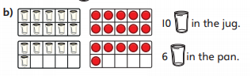 b)
10 in the jug.
6 in the pan.